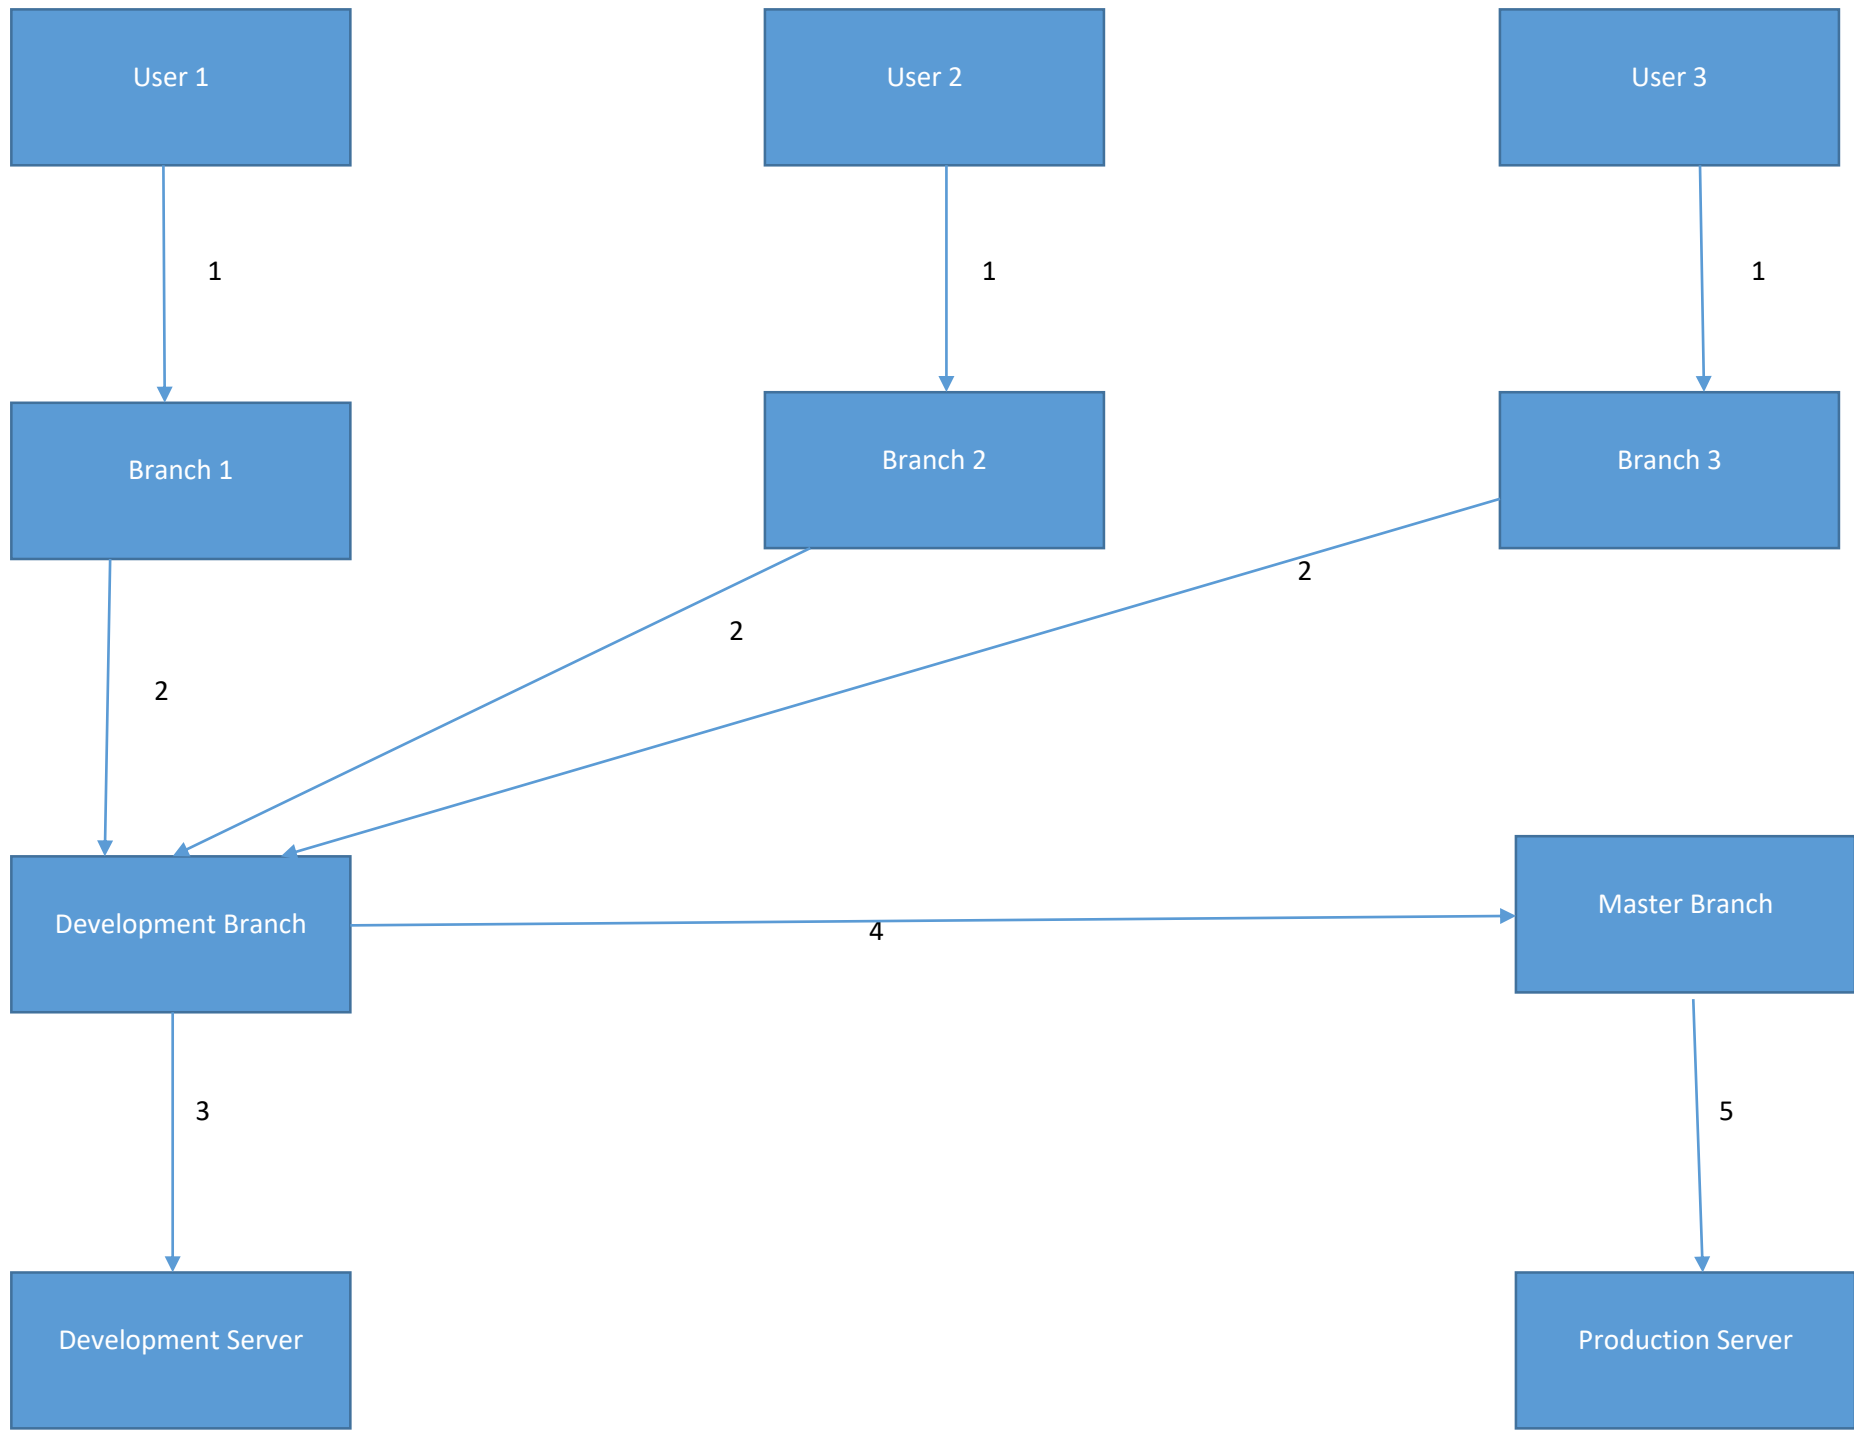 User 1
User 2
User 3
1
1
1
Branch 1
Branch 2
Branch 3
2
2
2
Development Branch
4
Master Branch
3
5
Development Server
Production Server